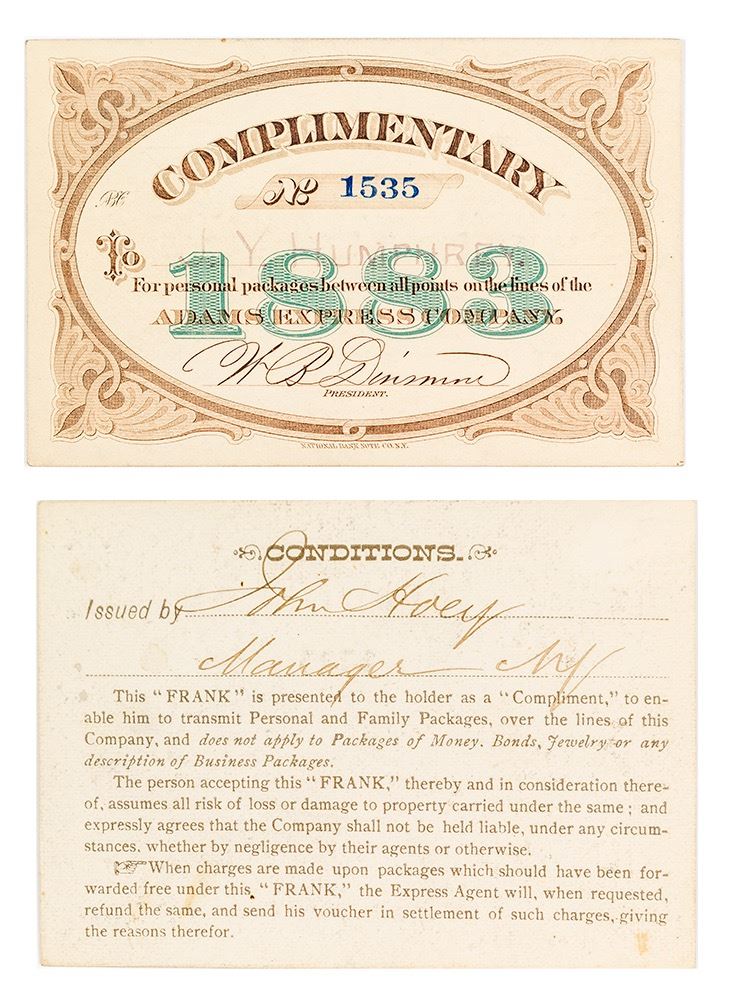 COMPLIMENTARY
No 1535
To J. Y. HUMPHREY.
1883
For personal packages between all points on the lines of the
ADAMS EXPRESS COMPANY.
W B Dinsmore
PRESIDENT.
NATIONAL BANK NOTE CO. N.Y.
CONDITIONS.
Issued by John Hoey
Manager NY
This "FRANK" is presented to the holder as a "Compliment," to en-
able him to transmit Personal and Family Packages, over the lines of this
Company, and does not apply to Packages of Money. Bonds, Jewelry or any
description of Business Packages.
The person accepting this "FRANK," thereby and in consideration there-
of, assumes all risk of loss or damage to property carried under the same; and
expressly agrees that the Company shall not be held liable, under any circum-
stances, whether by negligence by their agents or otherwise.
☞When charges are made upon packages which should have been for-
warded free under this, "FRANK," the Express Agent will, when requested,
refund the same, and send his voucher in settlement of such charges, giving
the reasons therefor.